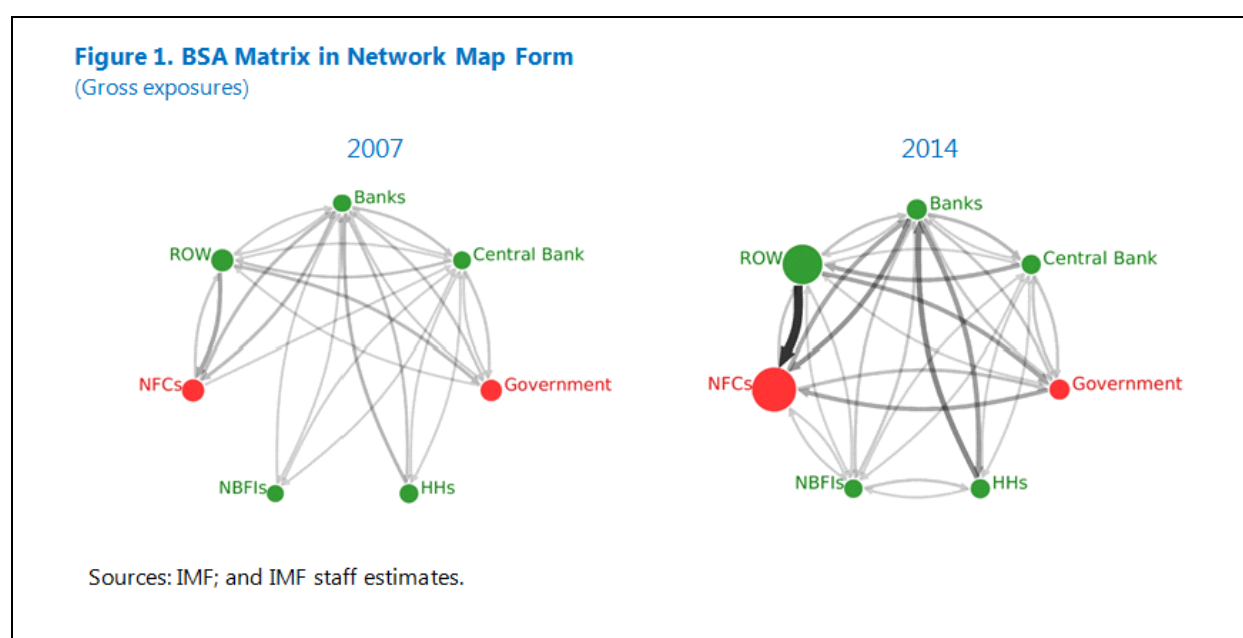 Figure 1. BSA Matrix in Network Map Form
(Gross exposures)
2007
2014
Banks
ROW
Central Bank
NFCs
Government
NBFIs
HHs
Banks
ROW
Central Bank
NFCs
Government
NBFIs
HHs
Sources: IMF; and IMF staff estimates.